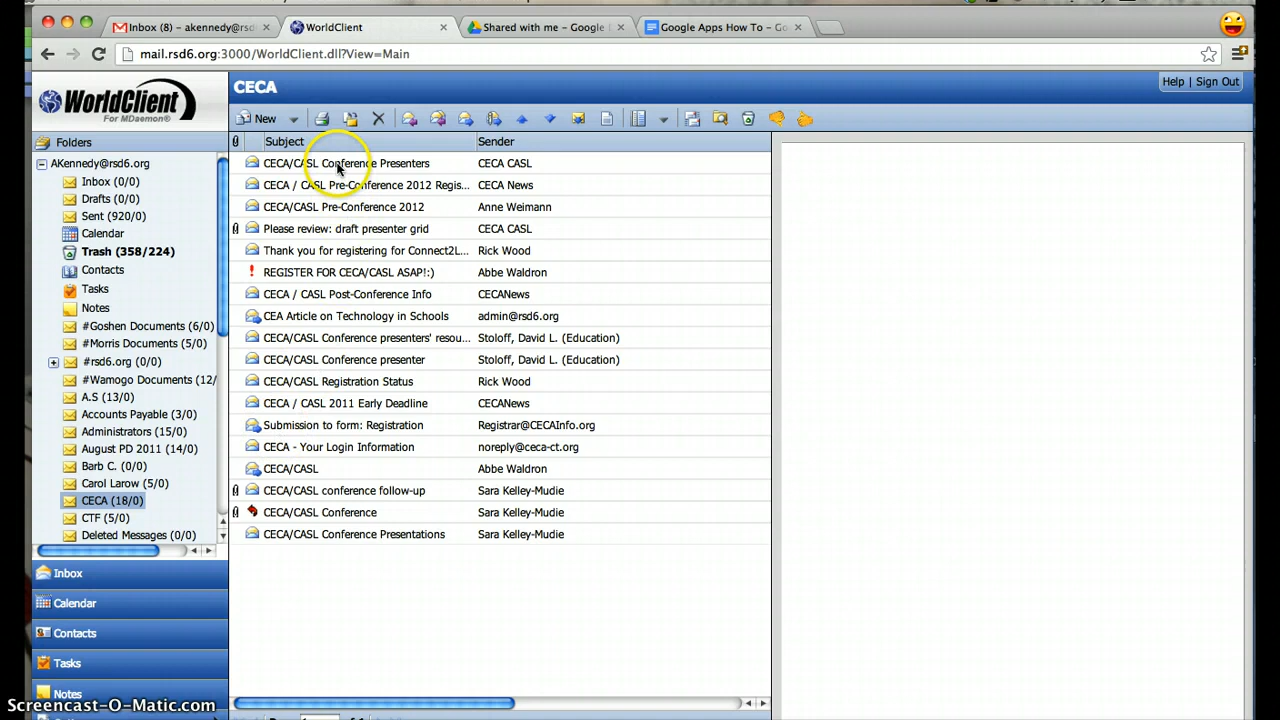 Inbox (8) – akennedy@rsd
WorldClient
Shared with me – Google
Google Apps How To – Go
mail.rsd6.org:3000/WorldClient.dll?View=Main
WorldClient
For MDaemon
CECA
Help | Sign Out
New
Folders
Subject
Sender
AKennedy@rsd6.org
Inbox (0/0)
Drafts (0/0)
Sent (920/0)
Calendar
Trash (358/224)
Contacts
Tasks
Notes
#Goshen Documents (6/0)
#Morris Documents (5/0)
#rsd6.org (0/0)
#Wamogo Documents (12/
A.S (13/0)
Accounts Payable (3/0)
Administrators (15/0)
August PD 2011 (14/0)
Barb C. (0/0)
Carol Larow (5/0)
CECA (18/0)
CTF (5/0)
Deleted Messages (0/0)
CECA/CASL Conference Presenters CECA CASL
CECA / CASL Pre-Conference 2012 Regis... CECA News
CECA/CASL Pre-Conference 2012 Anne Weimann
Please review: draft presenter grid CECA CASL
Thank you for registering for Connect2L... Rick Wood
REGISTER FOR CECA/CASL ASAP!:) Abbe Waldron
CECA / CASL Post-Conference Info CECANews
CEA Article on Technology in Schools admin@rsd6.org
CECA/CASL Conference presenters' resou... Stoloff, David L. (Education)
CECA/CASL Conference presenter Stoloff, David L. (Education)
CECA/CASL Registration Status Rick Wood
CECA / CASL 2011 Early Deadline CECANews
Submission to form: Registration Registrar@CECAInfo.org
CECA - Your Login Information noreply@ceca-ct.org
CECA/CASL Abbe Waldron
CECA/CASL conference follow-up Sara Kelley-Mudie
CECA/CASL Conference Sara Kelley-Mudie
CECA/CASL Conference Presentations Sara Kelley-Mudie
Inbox
Calendar
Contacts
Tasks
Notes
Screencast-O-Matic.com